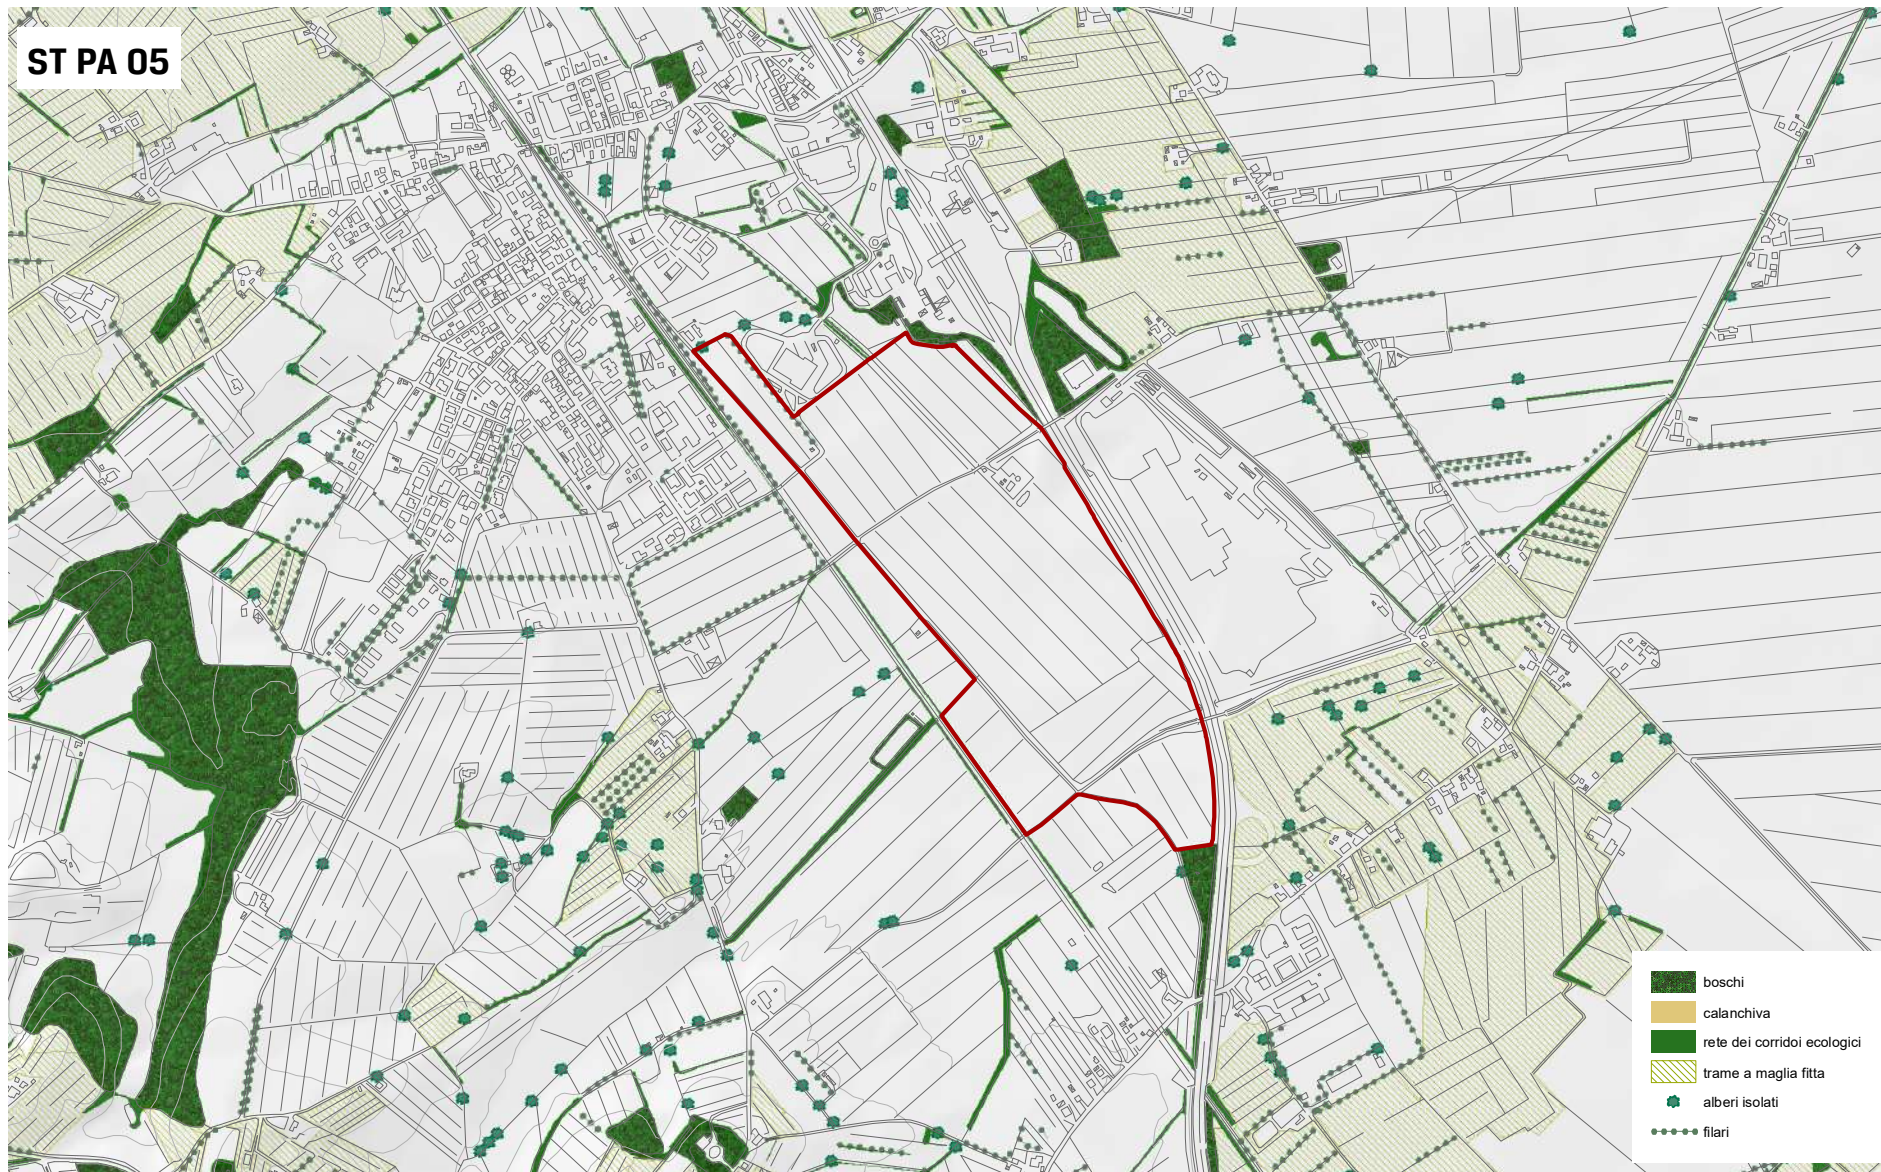 ST PA 05
boschi
calanchiva
rete dei corridoi ecologici
trame a maglia fitta
alberi isolati
filari